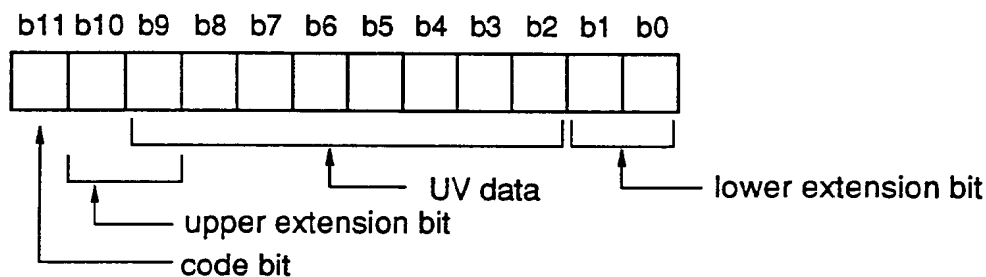 b11 b10 b9 b8 b7 b6 b5 b4 b3 b2 b1 b0
UV data
lower extension bit
upper extension bit
code bit